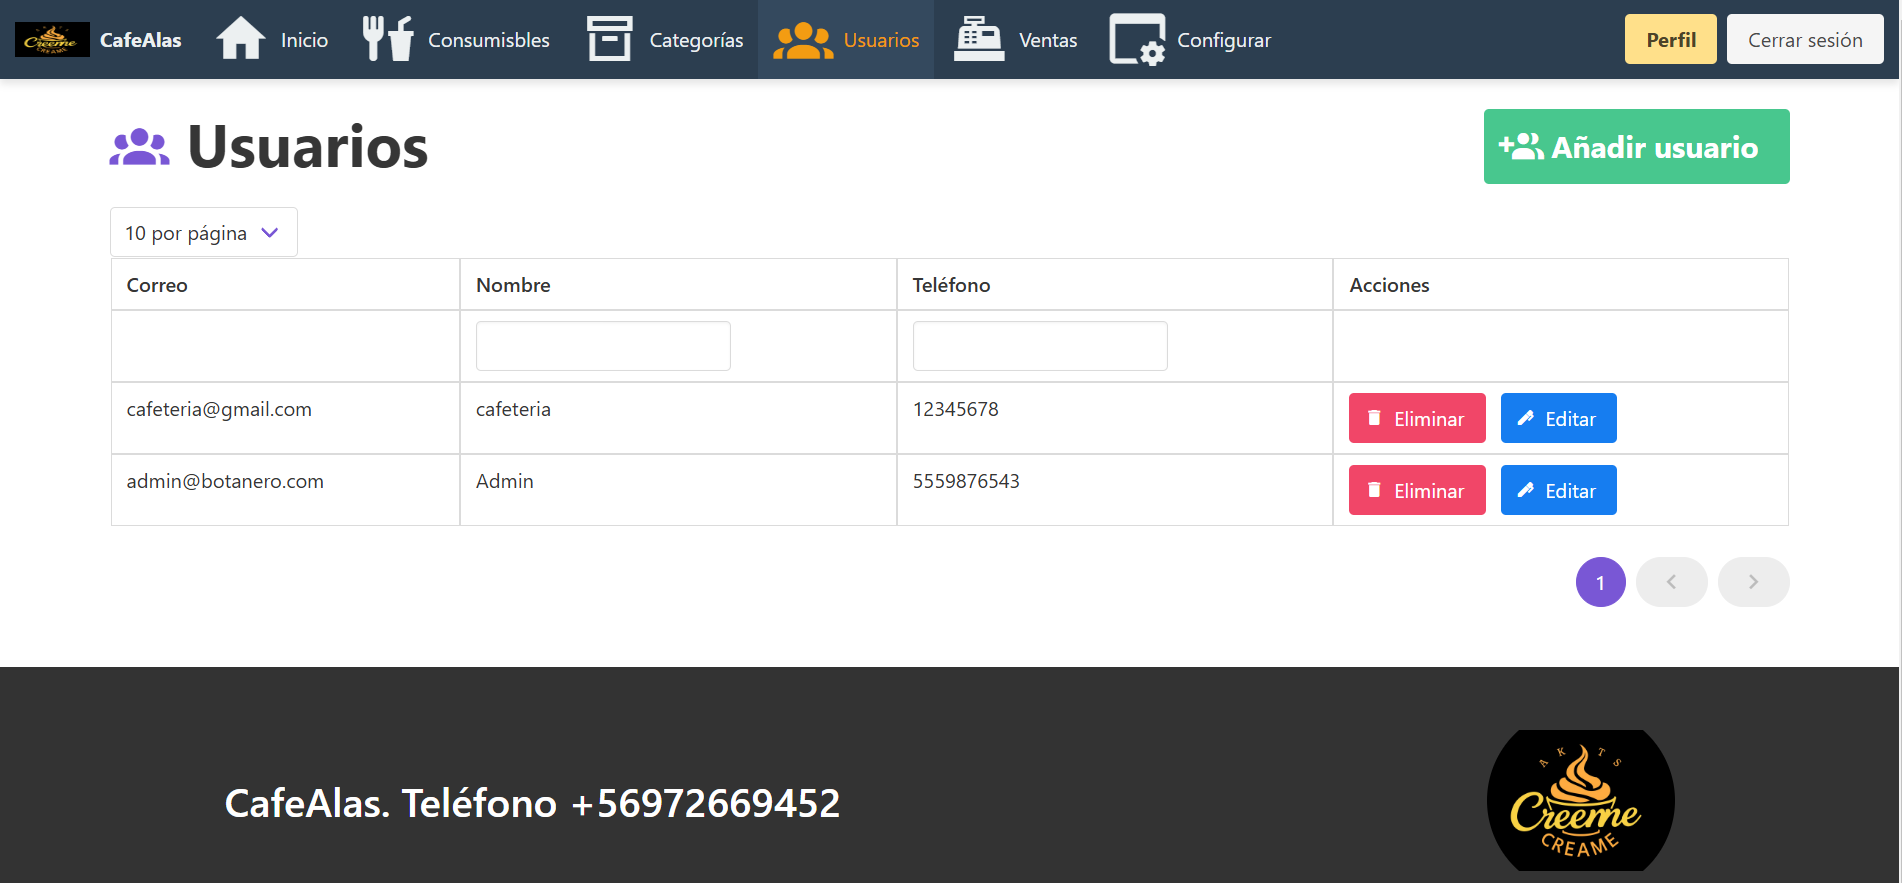 Creeme CREAME CafeAlas Inicio Consumisbles Categorías Usuarios Ventas Configurar Perfil Cerrar sesión
Usuarios
Añadir usuario
10 por página
Correo Nombre Teléfono Acciones
cafeteria@gmail.com cafeteria 12345678 Eliminar Editar
admin@botanero.com Admin 5559876543 Eliminar Editar
1
CafeAlas. Teléfono +56972669452
A K T S
Creeme
CREAME